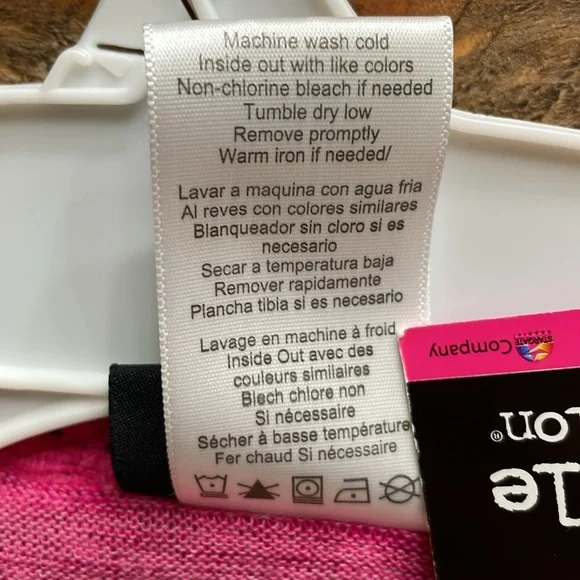 Machine wash cold
Inside out with like colors
Non-chlorine bleach if needed
Tumble dry low
Remove promptly
Warm iron if needed/
Lavar a maquina con agua fria
Al reves con colores similares
Blanqueador sin cloro si es
necesario
Secar a temperatura baja
Remover rapidamente
Plancha tibia si es necesario
Lavage en machine à froid
Inside Out avec des
couleurs similaires
Blech chlore non
Si nécessaire
Sécher à basse température
Fer chaud Si nécessaire
STARGATE
Company
on®
le